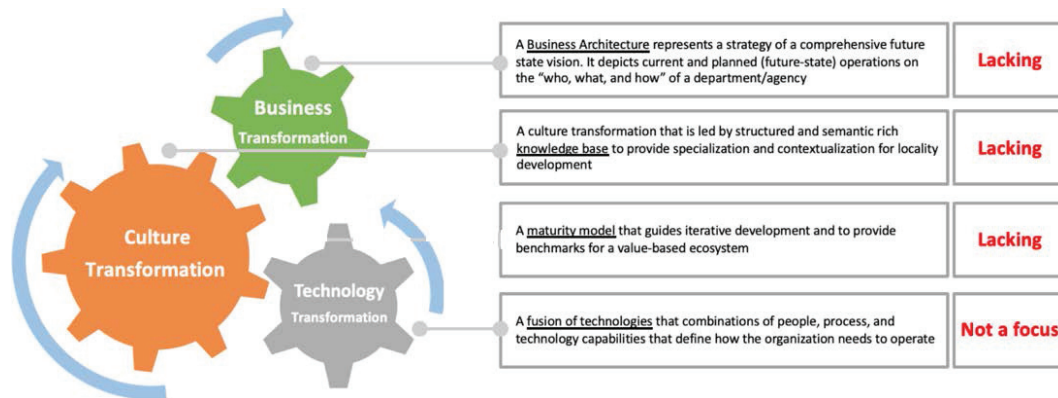 Business
Transformation
Culture
Transformation
Technology
Transformation
A Business Architecture represents a strategy of a comprehensive future
state vision. It depicts current and planned (future-state) operations on
the “who, what, and how” of a department/agency
Lacking
A culture transformation that is led by structured and semantic rich
knowledge base to provide specialization and contextualization for locality
development
Lacking
A maturity model that guides iterative development and to provide
benchmarks for a value-based ecosystem
Lacking
A fusion of technologies that combinations of people, process, and
technology capabilities that define how the organization needs to operate
Not a focus